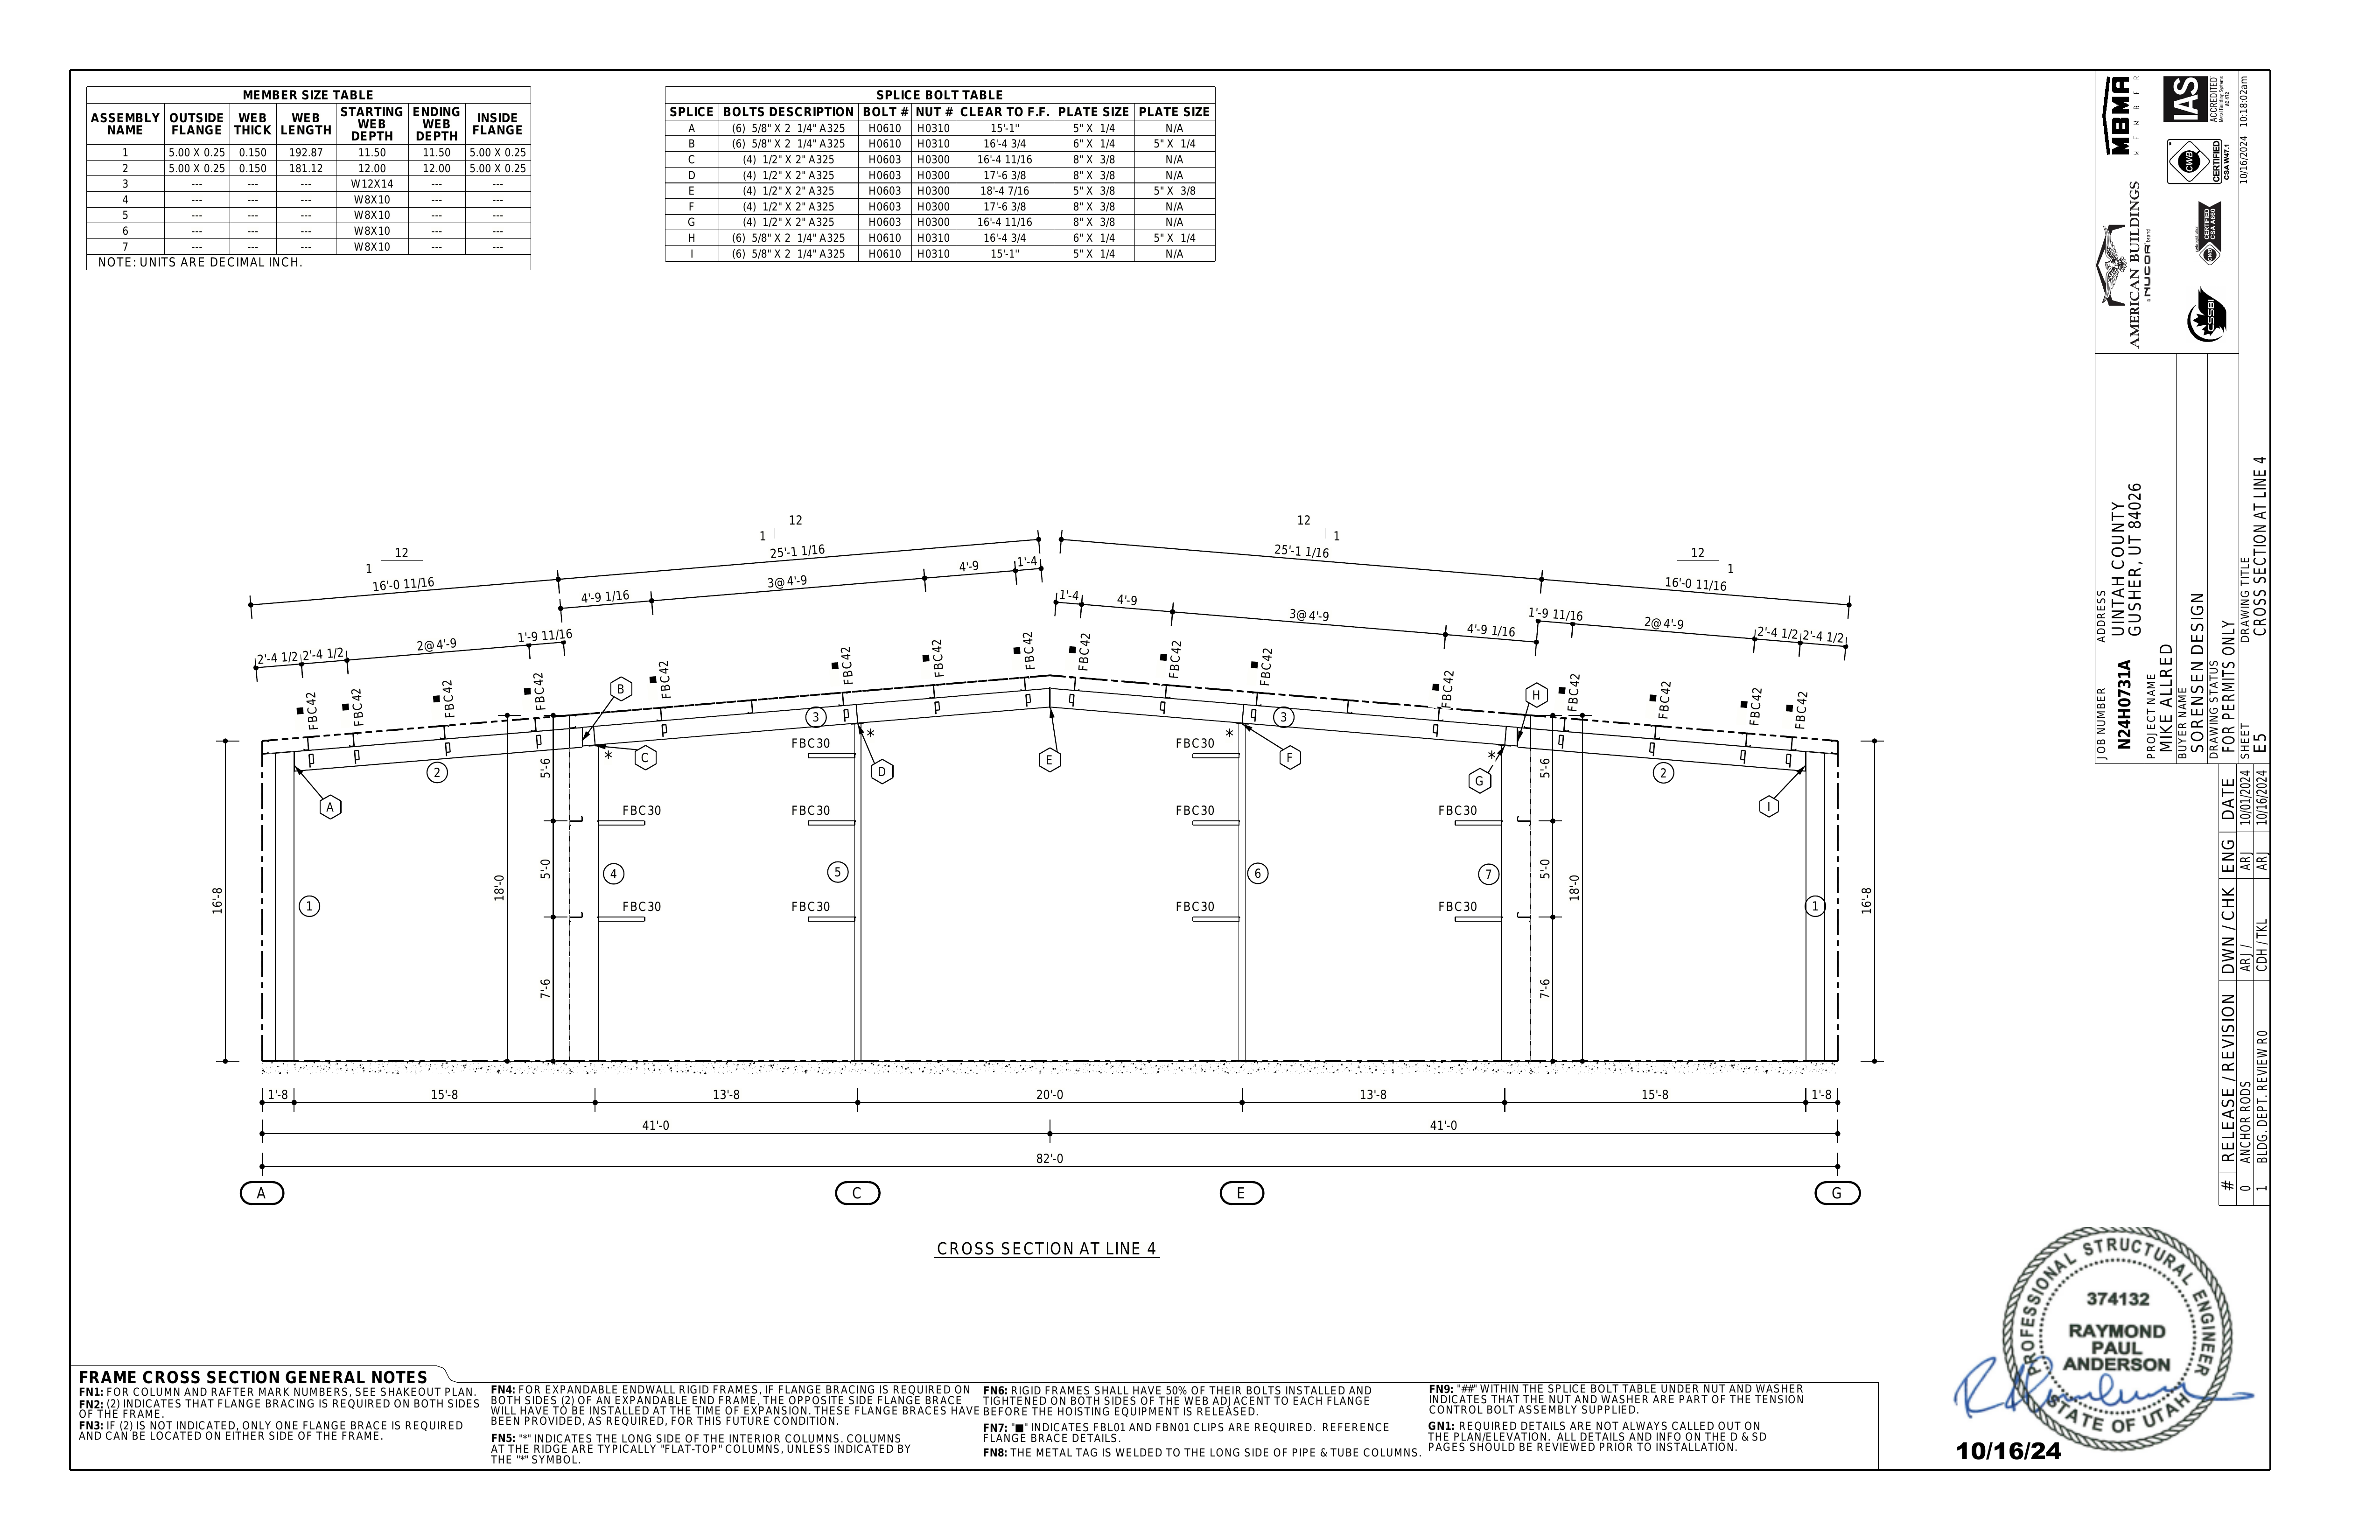 MEMBER SIZE TABLE
ASSEMBLY NAME OUTSIDE FLANGE WEB THICK WEB LENGTH STARTING WEB DEPTH ENDING WEB DEPTH INSIDE FLANGE
1 5.00 X 0.25 0.150 192.87 11.50 11.50 5.00 X 0.25
2 5.00 X 0.25 0.150 181.12 12.00 12.00 5.00 X 0.25
3 --- --- --- W12X14 --- ---
4 --- --- --- W8X10 --- ---
5 --- --- --- W8X10 --- ---
6 --- --- --- W8X10 --- ---
7 --- --- --- W8X10 --- ---
NOTE: UNITS ARE DECIMAL INCH.
SPLICE BOLT TABLE
SPLICE BOLTS DESCRIPTION BOLT # NUT # CLEAR TO F.F. PLATE SIZE PLATE SIZE
A (6) 5/8" X 2 1/4" A325 H0610 H0310 15'-1" 5" X 1/4 N/A
B (6) 5/8" X 2 1/4" A325 H0610 H0310 16'-4 3/4 6" X 1/4 5" X 1/4
C (4) 1/2" X 2" A325 H0603 H0300 16'-4 11/16 8" X 3/8 N/A
D (4) 1/2" X 2" A325 H0603 H0300 17'-6 3/8 8" X 3/8 N/A
E (4) 1/2" X 2" A325 H0603 H0300 18'-4 7/16 5" X 3/8 5" X 3/8
F (4) 1/2" X 2" A325 H0603 H0300 17'-6 3/8 8" X 3/8 N/A
G (4) 1/2" X 2" A325 H0603 H0300 16'-4 11/16 8" X 3/8 N/A
H (6) 5/8" X 2 1/4" A325 H0610 H0310 16'-4 3/4 6" X 1/4 5" X 1/4
I (6) 5/8" X 2 1/4" A325 H0610 H0310 15'-1" 5" X 1/4 N/A
12 12 12 12
1 1 1 1
16'-0 11/16 25'-1 1/16 25'-1 1/16 16'-0 11/16
4'-9 1/16 3@4'-9 4'-9 1'-4 1'-4 4'-9 3@4'-9 4'-9 1/16
2'-4 1/2 2'-4 1/2 2@4'-9 1'-9 11/16 1'-9 11/16 2@4'-9 2'-4 1/2 2'-4 1/2
■ FBC42 ■ FBC42 ■ FBC42 ■ FBC42 ■ FBC42 ■ FBC42 ■ FBC42 ■ FBC42
■ FBC42 ■ FBC42 ■ FBC42 ■ FBC42 ■ FBC42 ■ FBC42 ■ FBC42 ■ FBC42
A B C D E F G H I
* * * *
2 3 3 2
FBC30 FBC30
FBC30 FBC30 FBC30 FBC30
1 4 5 6 7 1
FBC30 FBC30 FBC30 FBC30
16'-8 18'-0 5'-6 5'-0 7'-6
5'-6 5'-0 7'-6 18'-0 16'-8
1'-8 15'-8 13'-8 20'-0 13'-8 15'-8 1'-8
41'-0 41'-0
82'-0
A C E G
CROSS SECTION AT LINE 4
FRAME CROSS SECTION GENERAL NOTES
FN1: FOR COLUMN AND RAFTER MARK NUMBERS, SEE SHAKEOUT PLAN.
FN2: (2) INDICATES THAT FLANGE BRACING IS REQUIRED ON BOTH SIDES
OF THE FRAME.
FN3: IF (2) IS NOT INDICATED, ONLY ONE FLANGE BRACE IS REQUIRED
AND CAN BE LOCATED ON EITHER SIDE OF THE FRAME.
FN4: FOR EXPANDABLE ENDWALL RIGID FRAMES, IF FLANGE BRACING IS REQUIRED ON
BOTH SIDES (2) OF AN EXPANDABLE END FRAME, THE OPPOSITE SIDE FLANGE BRACE
WILL HAVE TO BE INSTALLED AT THE TIME OF EXPANSION. THESE FLANGE BRACES HAVE
BEEN PROVIDED, AS REQUIRED, FOR THIS FUTURE CONDITION.
FN5: "*" INDICATES THE LONG SIDE OF THE INTERIOR COLUMNS. COLUMNS
AT THE RIDGE ARE TYPICALLY "FLAT-TOP" COLUMNS, UNLESS INDICATED BY
THE "*" SYMBOL.
FN6: RIGID FRAMES SHALL HAVE 50% OF THEIR BOLTS INSTALLED AND
TIGHTENED ON BOTH SIDES OF THE WEB ADJACENT TO EACH FLANGE
BEFORE THE HOISTING EQUIPMENT IS RELEASED.
FN7: "■" INDICATES FBL01 AND FBN01 CLIPS ARE REQUIRED. REFERENCE
FLANGE BRACE DETAILS.
FN8: THE METAL TAG IS WELDED TO THE LONG SIDE OF PIPE & TUBE COLUMNS.
FN9: "##" WITHIN THE SPLICE BOLT TABLE UNDER NUT AND WASHER
INDICATES THAT THE NUT AND WASHER ARE PART OF THE TENSION
CONTROL BOLT ASSEMBLY SUPPLIED.
GN1: REQUIRED DETAILS ARE NOT ALWAYS CALLED OUT ON
THE PLAN/ELEVATION. ALL DETAILS AND INFO ON THE D & SD
PAGES SHOULD BE REVIEWED PRIOR TO INSTALLATION.
MBMA
MEMBER
IAS
ACCREDITED
AMERICAN BUILDINGS
A NUCOR brand
CWB
CERTIFIED
CSA W47.1
CERTIFIED
CSA A660
CSSBI
10/16/2024 10:18:02am
JOB NUMBER
N24H0731A
ADDRESS
UINTAH COUNTY
GUSHER, UT 84026
PROJECT NAME
MIKE ALLRED
BUYER NAME
SORENSEN DESIGN
DRAWING STATUS
FOR PERMITS ONLY
SHEET
E5
DRAWING TITLE
CROSS SECTION AT LINE 4
# RELEASE / REVISION DWN / CHK ENG DATE
0 ANCHOR RODS ARJ / ARJ 10/01/2024
1 BLDG. DEPT. REVIEW R0 CDH / TKL ARJ 10/16/2024
PROFESSIONAL STRUCTURAL ENGINEER
374132
RAYMOND
PAUL
ANDERSON
STATE OF UTAH
10/16/24